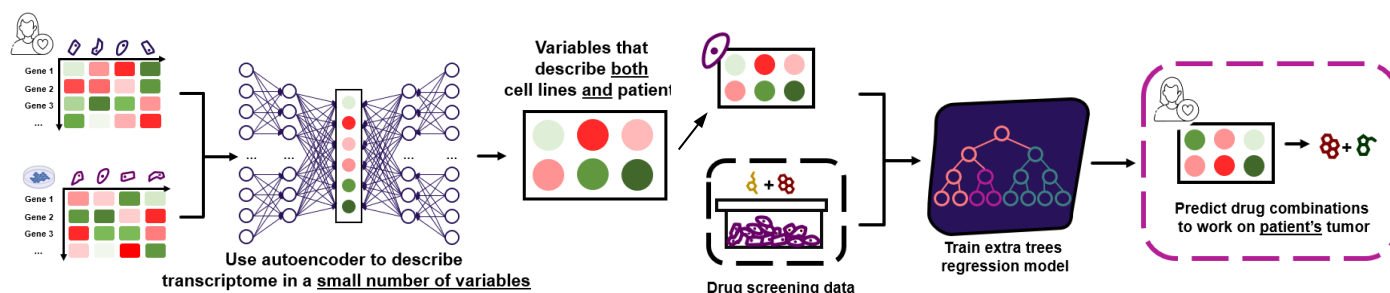 Gene 1
Gene 2
Gene 3
...
Gene 1
Gene 2
Gene 3
...
... ... ... ...
Use autoencoder to describe
transcriptome in a small number of variables
Variables that
describe both
cell lines and patient
+
Drug screening data
Train extra trees
regression model
+
Predict drug combinations
to work on patient's tumor